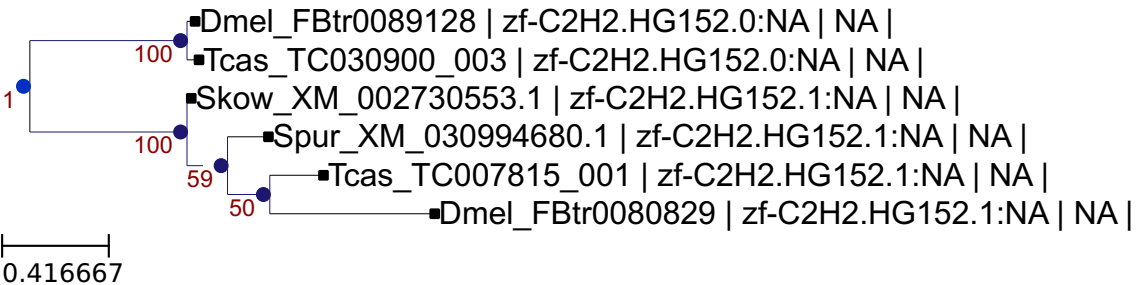 Dmel_FBtr0089128 | zf-C2H2.HG152.0:NA | NA |
100
Tcas_TC030900_003 | zf-C2H2.HG152.0:NA | NA |
1
Skow_XM_002730553.1 | zf-C2H2.HG152.1:NA | NA |
100
Spur_XM_030994680.1 | zf-C2H2.HG152.1:NA | NA |
59
Tcas_TC007815_001 | zf-C2H2.HG152.1:NA | NA |
50
Dmel_FBtr0080829 | zf-C2H2.HG152.1:NA | NA |
0.416667